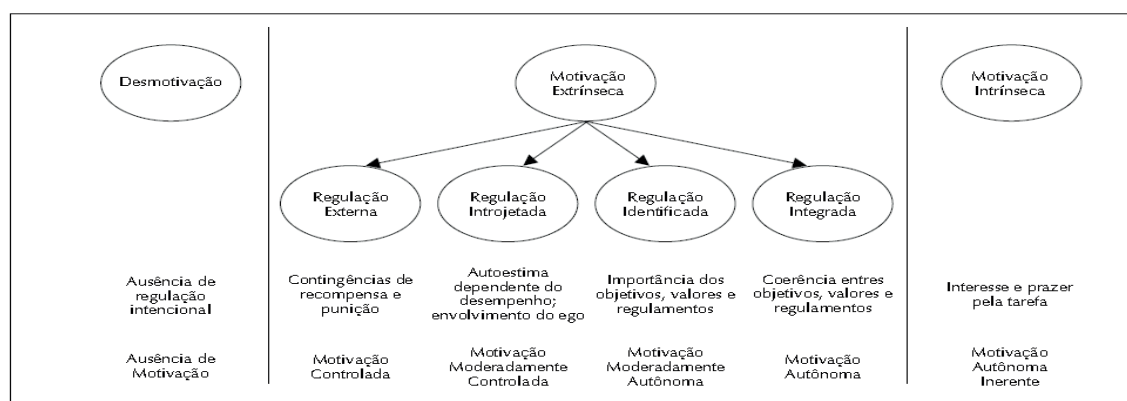 Desmotivação
Motivação
Extrínseca
Motivação
Intrínseca
Regulação
Externa
Regulação
Introjetada
Regulação
Identificada
Regulação
Integrada
Ausência de
regulação
intencional
Contingências de
recompensa e
punição
Autoestima
dependente do
desempenho;
envolvimento do ego
Importância dos
objetivos, valores e
regulamentos
Coerência entres
objetivos, valores e
regulamentos
Interesse e prazer
pela tarefa
Ausência de
Motivação
Motivação
Controlada
Motivação
Moderadamente
Controlada
Motivação
Moderadamente
Autônoma
Motivação
Autônoma
Motivação
Autônoma
Inerente